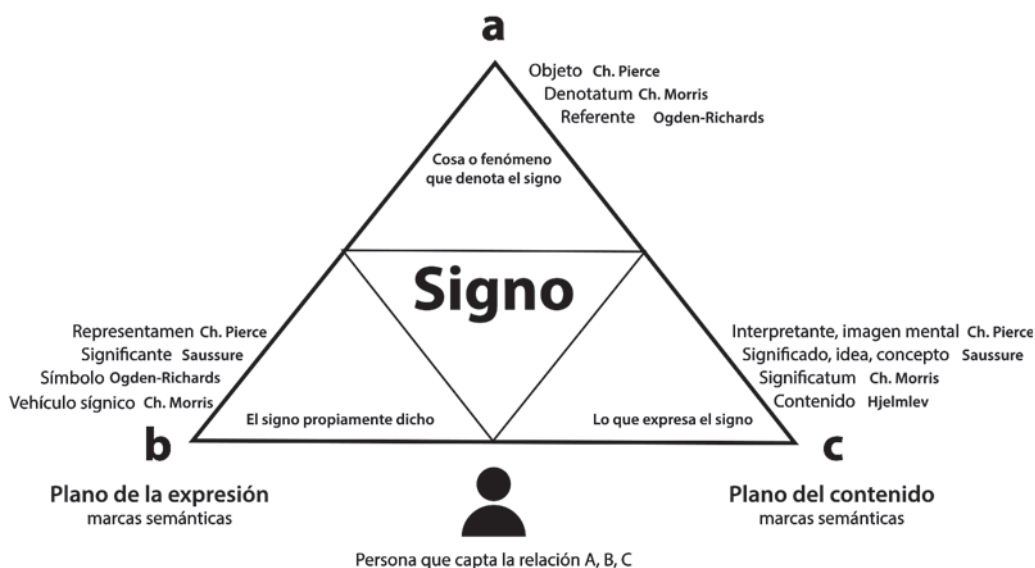 a
Objeto Ch. Pierce
Denotatum Ch. Morris
Referente Ogden-Richards
Cosa o fenómeno
que denota el signo
Signo
Representamen Ch. Pierce
Significante Saussure
Símbolo Ogden-Richards
Vehículo sígnico Ch. Morris
Interpretante, imagen mental Ch. Pierce
Significado, idea, concepto Saussure
Significatum Ch. Morris
Contenido Hjelmlev
El signo propiamente dicho
Lo que expresa el signo
b
c
Plano de la expresión
marcas semánticas
Plano del contenido
marcas semánticas
Persona que capta la relación A, B, C